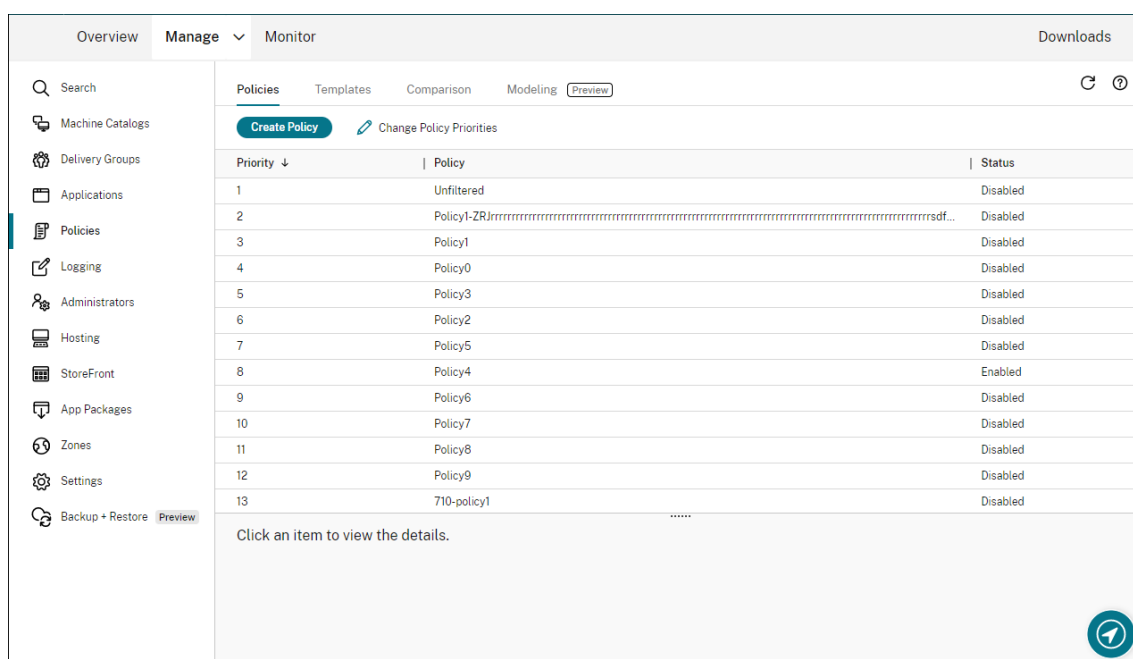 Overview Manage Monitor Downloads
Search
Machine Catalogs
Delivery Groups
Applications
Policies
Logging
Administrators
Hosting
StoreFront
App Packages
Zones
Settings
Backup + Restore Preview
Policies Templates Comparison Modeling Preview
Create Policy Change Policy Priorities
Priority ↓ Policy Status
1 Unfiltered Disabled
2 Disabled
3 Policy1 Disabled
4 Policy0 Disabled
5 Policy3 Disabled
6 Policy2 Disabled
7 Policy5 Disabled
8 Policy4 Enabled
9 Policy6 Disabled
10 Policy7 Disabled
11 Policy8 Disabled
12 Policy9 Disabled
13 710-policy1 Disabled
Click an item to view the details.